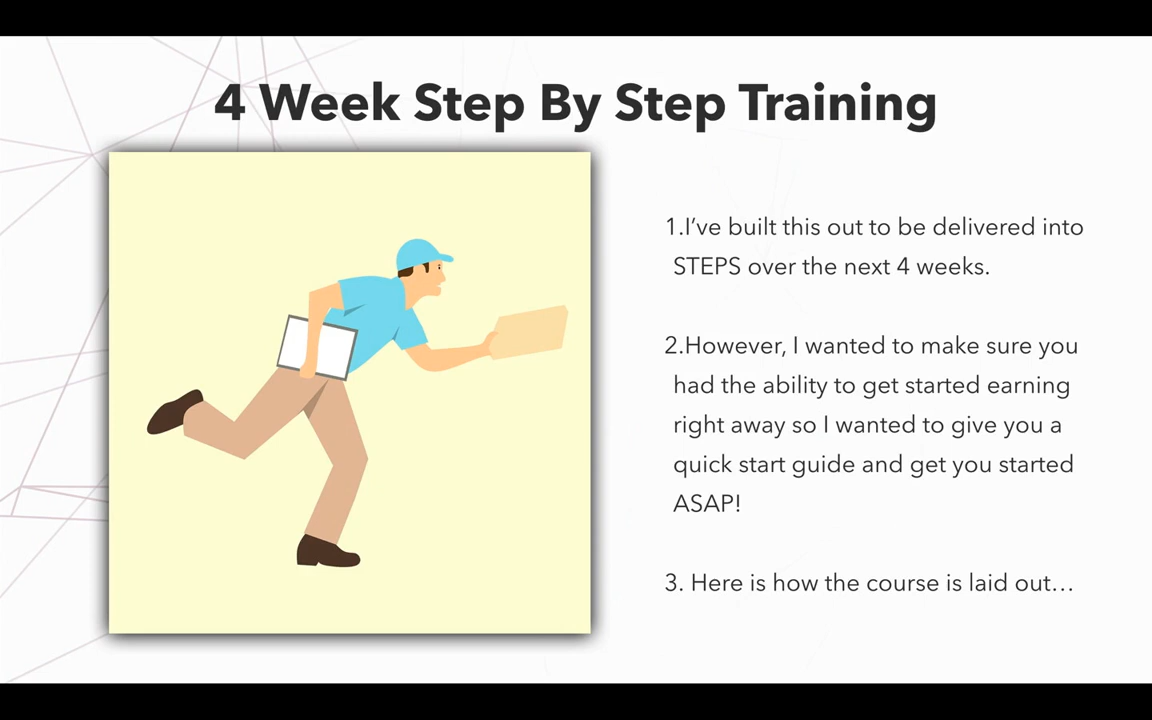 4 Week Step By Step Training
1.I’ve built this out to be delivered into
STEPS over the next 4 weeks.
2.However, I wanted to make sure you
had the ability to get started earning
right away so I wanted to give you a
quick start guide and get you started
ASAP!
3. Here is how the course is laid out…